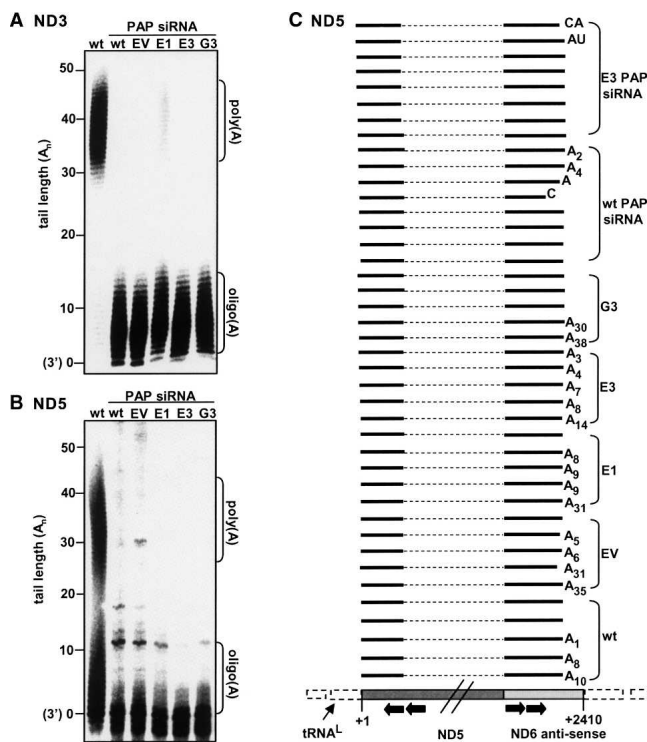 A ND3
PAP siRNA
wt wt EV E1 E3 G3
50
40
30
20
10
(3') 0
tail length (Aₙ)
poly(A)
oligo(A)
B ND5
PAP siRNA
wt wt EV E1 E3 G3
50
40
30
20
10
(3') 0
tail length (Aₙ)
poly(A)
oligo(A)
C ND5
CA
AU
E3 PAP
siRNA
A₂
A₄
A
C
wt PAP
siRNA
A₃₀
A₃₈
G3
A₃
A₄
A₇
A₈
A₁₄
E3
A₈
A₉
A₉
A₃₁
E1
A₅
A₆
A₃₁
A₃₅
EV
A₁
A₈
A₁₀
wt
+1
+2410
tRNAᴸ
ND5
ND6 anti-sense